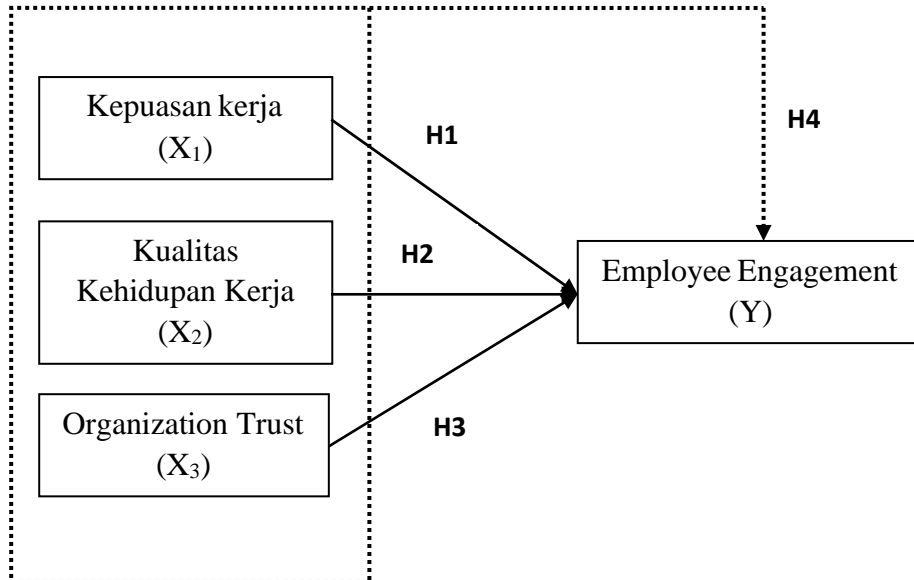 Kepuasan kerja
(X₁)
H1
H4
Kualitas
Kehidupan Kerja
(X₂)
H2
Employee Engagement
(Y)
Organization Trust
(X₃)
H3